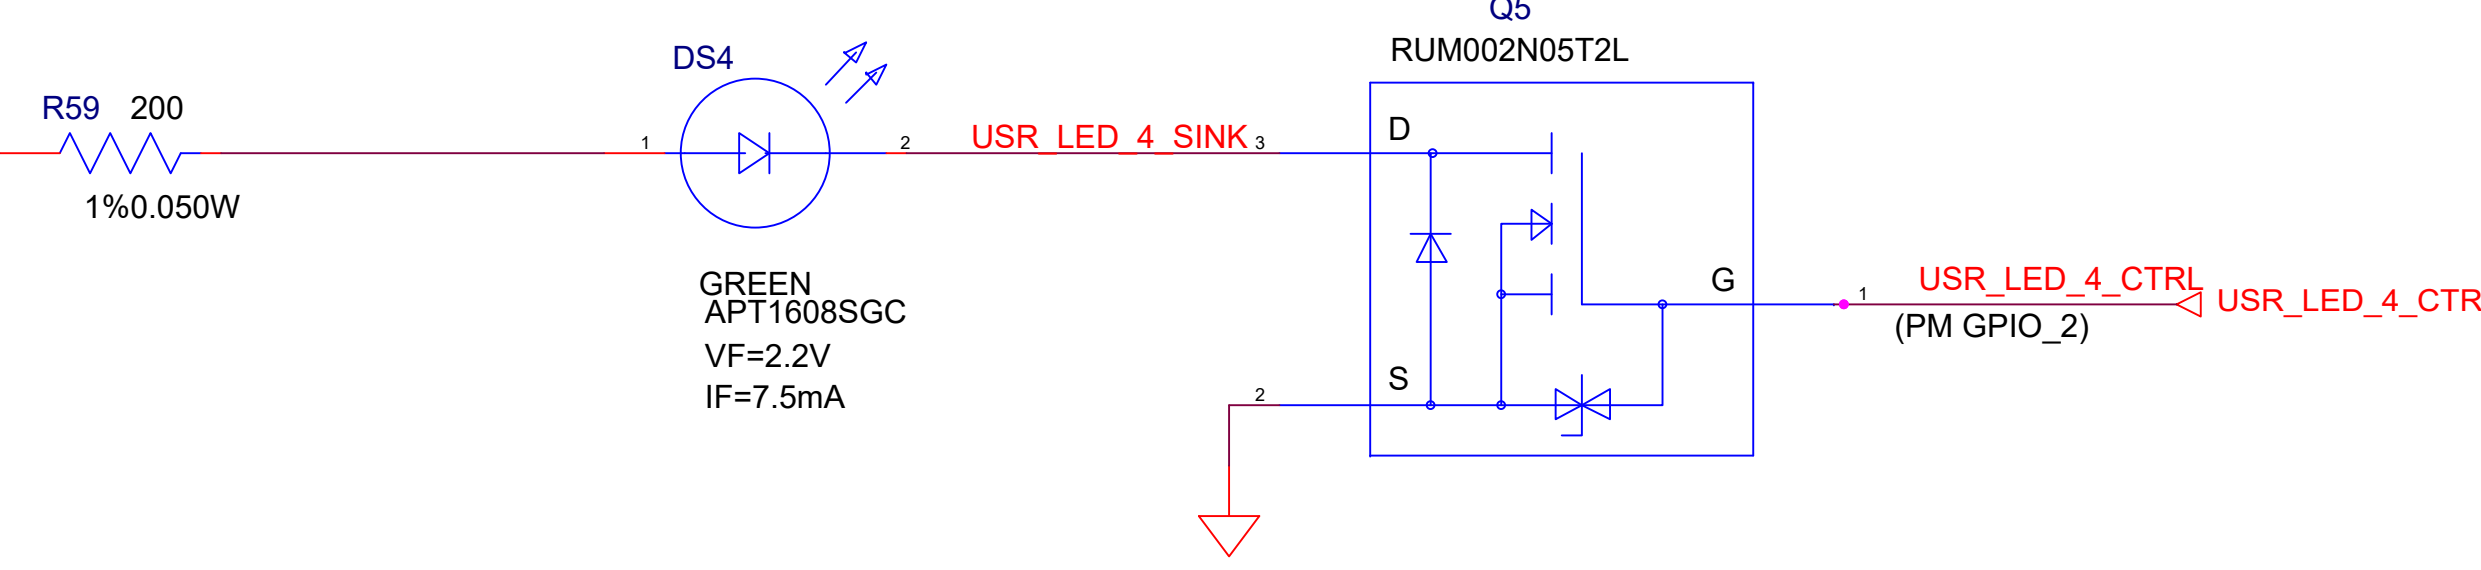 Q5
RUM002N05T2L
DS4
R59 200
1%0.050W
1
2
USR_LED_4_SINK
3
D
GREEN
APT1608SGC
VF=2.2V
IF=7.5mA
S
2
G
1
USR_LED_4_CTRL
USR_LED_4_CTR
(PM GPIO_2)